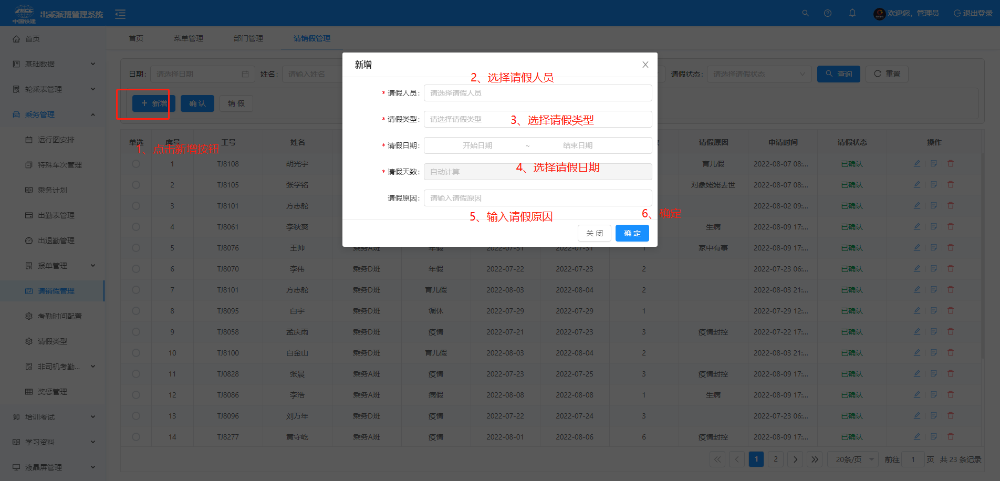 中国铁建 出乘派班管理系统 欢迎您，管理员 退出登录
首页 菜单管理 部门管理 请销假管理
首页
基础数据
轮乘表管理
乘务管理
运行图安排
特殊车次管理
乘务计划
出勤表管理
出退勤管理
报单管理
请销假管理
考勤时间配置
请假类型
非司机考勤...
奖惩管理
培训考试
学习资料
液晶屏管理
日期: 请选择日期 姓名: 请输入姓名 请假状态: 请选择请假状态 查询 重置
新增 确 认 销 假
1、点击新增按钮
新增
2、选择请假人员
* 请假人员: 请选择请假人员
* 请假类型: 请选择请假类型
3、选择请假类型
* 请假日期: 开始日期 ~ 结束日期
4、选择请假日期
* 请假天数: 自动计算
请假原因: 请输入请假原因
5、输入请假原因
6、确定
关 闭 确 定
单选 序号 工号 姓名 请假原因 申请时间 请假状态 操作
1 TJ8108 胡光宇 育儿假 2022-08-07 08:... 已确认
2 TJ8105 张学铭 对象姥姥去世 2022-08-07 08:... 已确认
3 TJ8101 方志舵 2022-08-02 09:... 已确认
4 TJ8061 李秋爽 生病 2022-08-09 17:... 已确认
5 TJ8076 王帅 乘务A班 年假 2022-07-31 2022-07-31 1 家中有事 2022-08-09 17:... 已确认
6 TJ8070 李伟 乘务D班 年假 2022-07-22 2022-07-23 2 2022-07-23 06:... 已确认
7 TJ8101 方志舵 乘务D班 育儿假 2022-08-03 2022-08-04 2 2022-08-03 21:... 已确认
8 TJ8095 白宇 乘务D班 调休 2022-07-29 2022-07-29 1 2022-07-29 12:... 已确认
9 TJ8058 孟庆雨 乘务D班 疫情 2022-07-21 2022-07-23 3 疫情封控 2022-07-22 17:... 已确认
10 TJ8100 白金山 乘务D班 育儿假 2022-08-03 2022-08-04 2 2022-08-03 21:... 已确认
11 TJ0828 张晨 乘务A班 疫情 2022-07-23 2022-07-25 3 疫情封控 2022-08-09 17:... 已确认
12 TJ8086 李浩 乘务A班 病假 2022-08-08 2022-08-08 1 生病 2022-08-09 17:... 已确认
13 TJ8096 刘万年 乘务D班 疫情 2022-07-22 2022-07-24 3 2022-07-23 06:... 已确认
14 TJ8277 黄守屹 乘务A班 疫情 2022-08-01 2022-08-06 6 疫情封控 2022-08-09 17:... 已确认
1 2 20条/页 前往 1 页 共 23 条记录